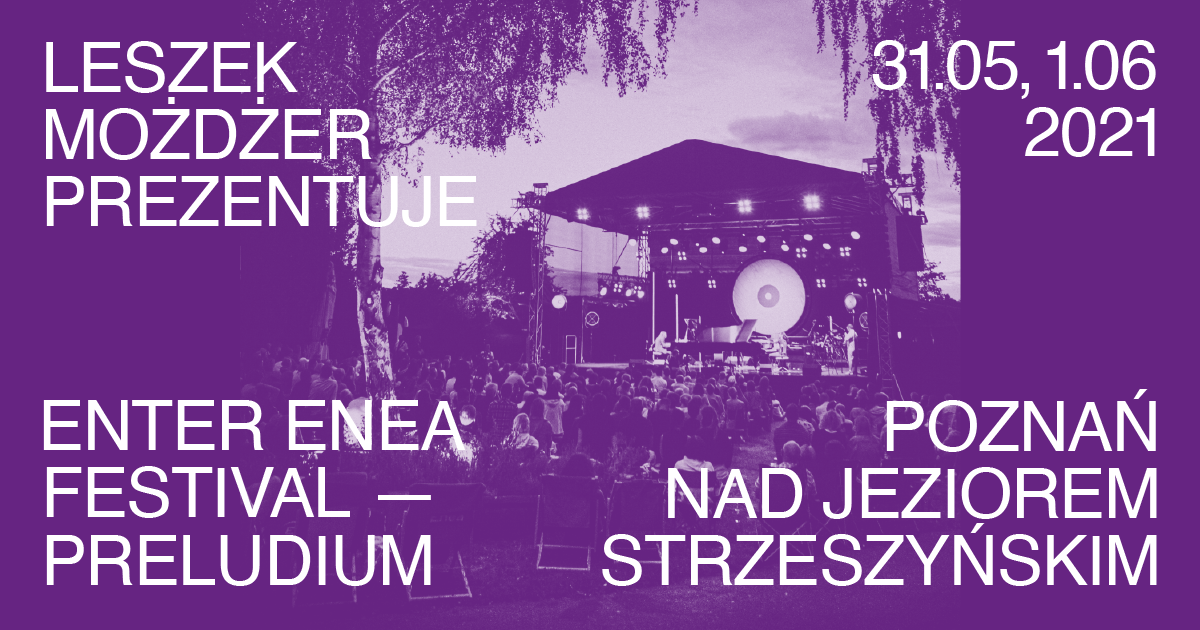 LESZEK
MOŻDŻER
PREZENTUJE
31.05, 1.06
2021
ENTER ENEA
FESTIVAL —
PRELUDIUM
POZNAŃ
NAD JEZIOREM
STRZESZYŃSKIM